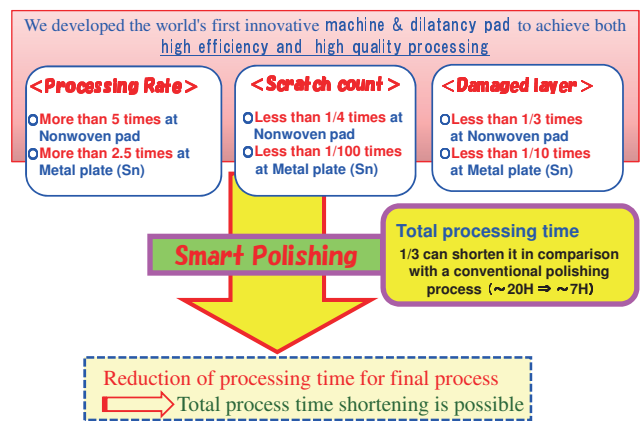 We developed the world's first innovative machine & dilatancy pad to achieve both
high efficiency and high quality processing
<Processing Rate>
More than 5 times at
Nonwoven pad
More than 2.5 times at
Metal plate (Sn)
<Scratch count>
Less than 1/4 times at
Nonwoven pad
Less than 1/100 times
at Metal plate (Sn)
<Damaged layer>
Less than 1/3 times
at Nonwoven pad
Less than 1/10 times
at Metal plate (Sn)
Smart Polishing
Total processing time
1/3 can shorten it in comparison
with a conventional polishing
process (~20H ⇒ ~7H)
Reduction of processing time for final process
Total process time shortening is possible